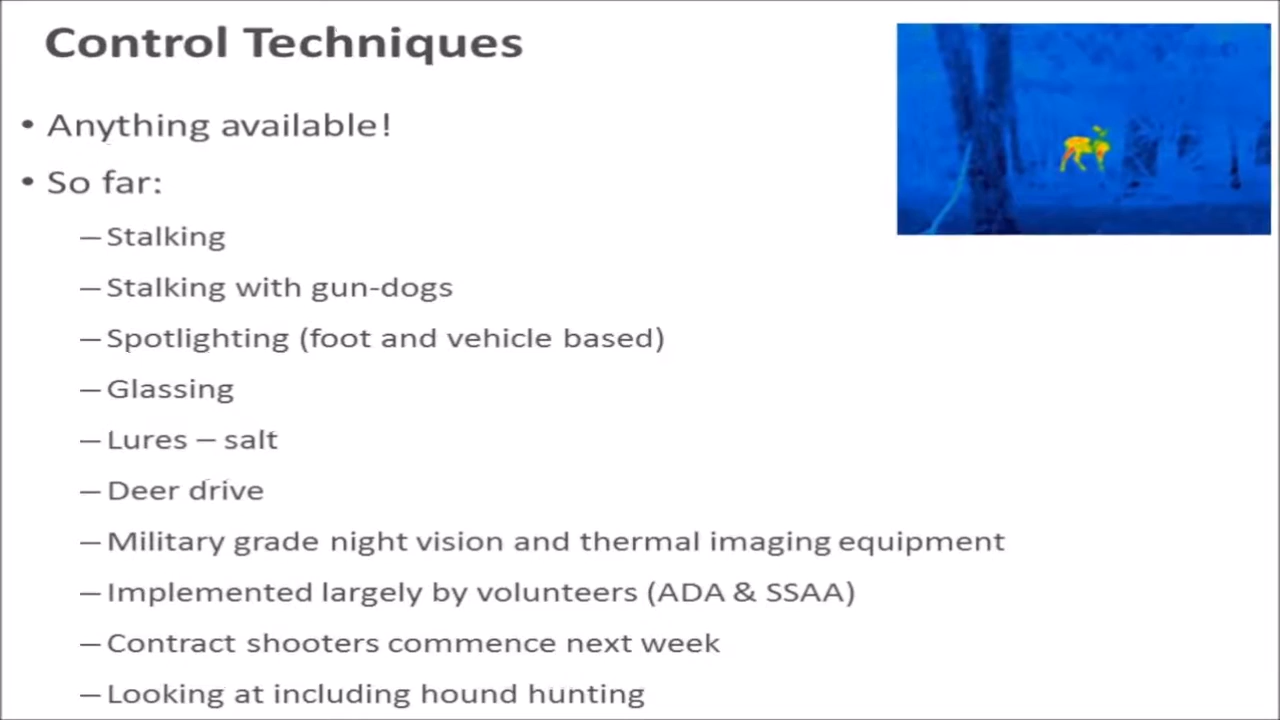 Control Techniques
• Anything available!
• So far:
– Stalking
– Stalking with gun-dogs
– Spotlighting (foot and vehicle based)
– Glassing
– Lures – salt
– Deer drive
– Military grade night vision and thermal imaging equipment
– Implemented largely by volunteers (ADA & SSAA)
– Contract shooters commence next week
– Looking at including hound hunting